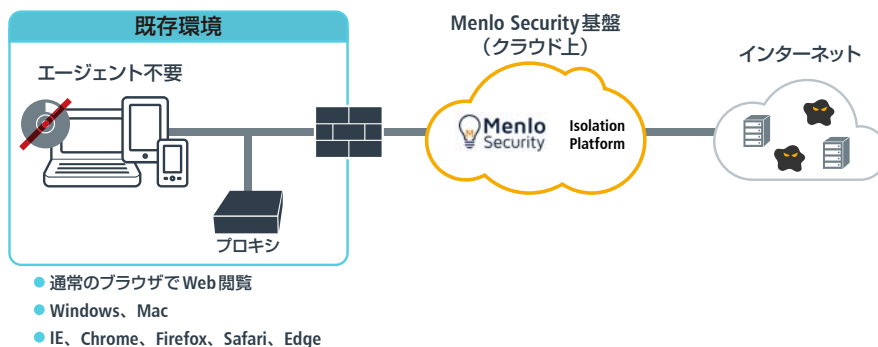 既存環境
エージェント不要
プロキシ
Menlo Security基盤
（クラウド上）
Menlo
Security
Isolation
Platform
インターネット
● 通常のブラウザでWeb閲覧
● Windows、Mac
● IE、Chrome、Firefox、Safari、Edge